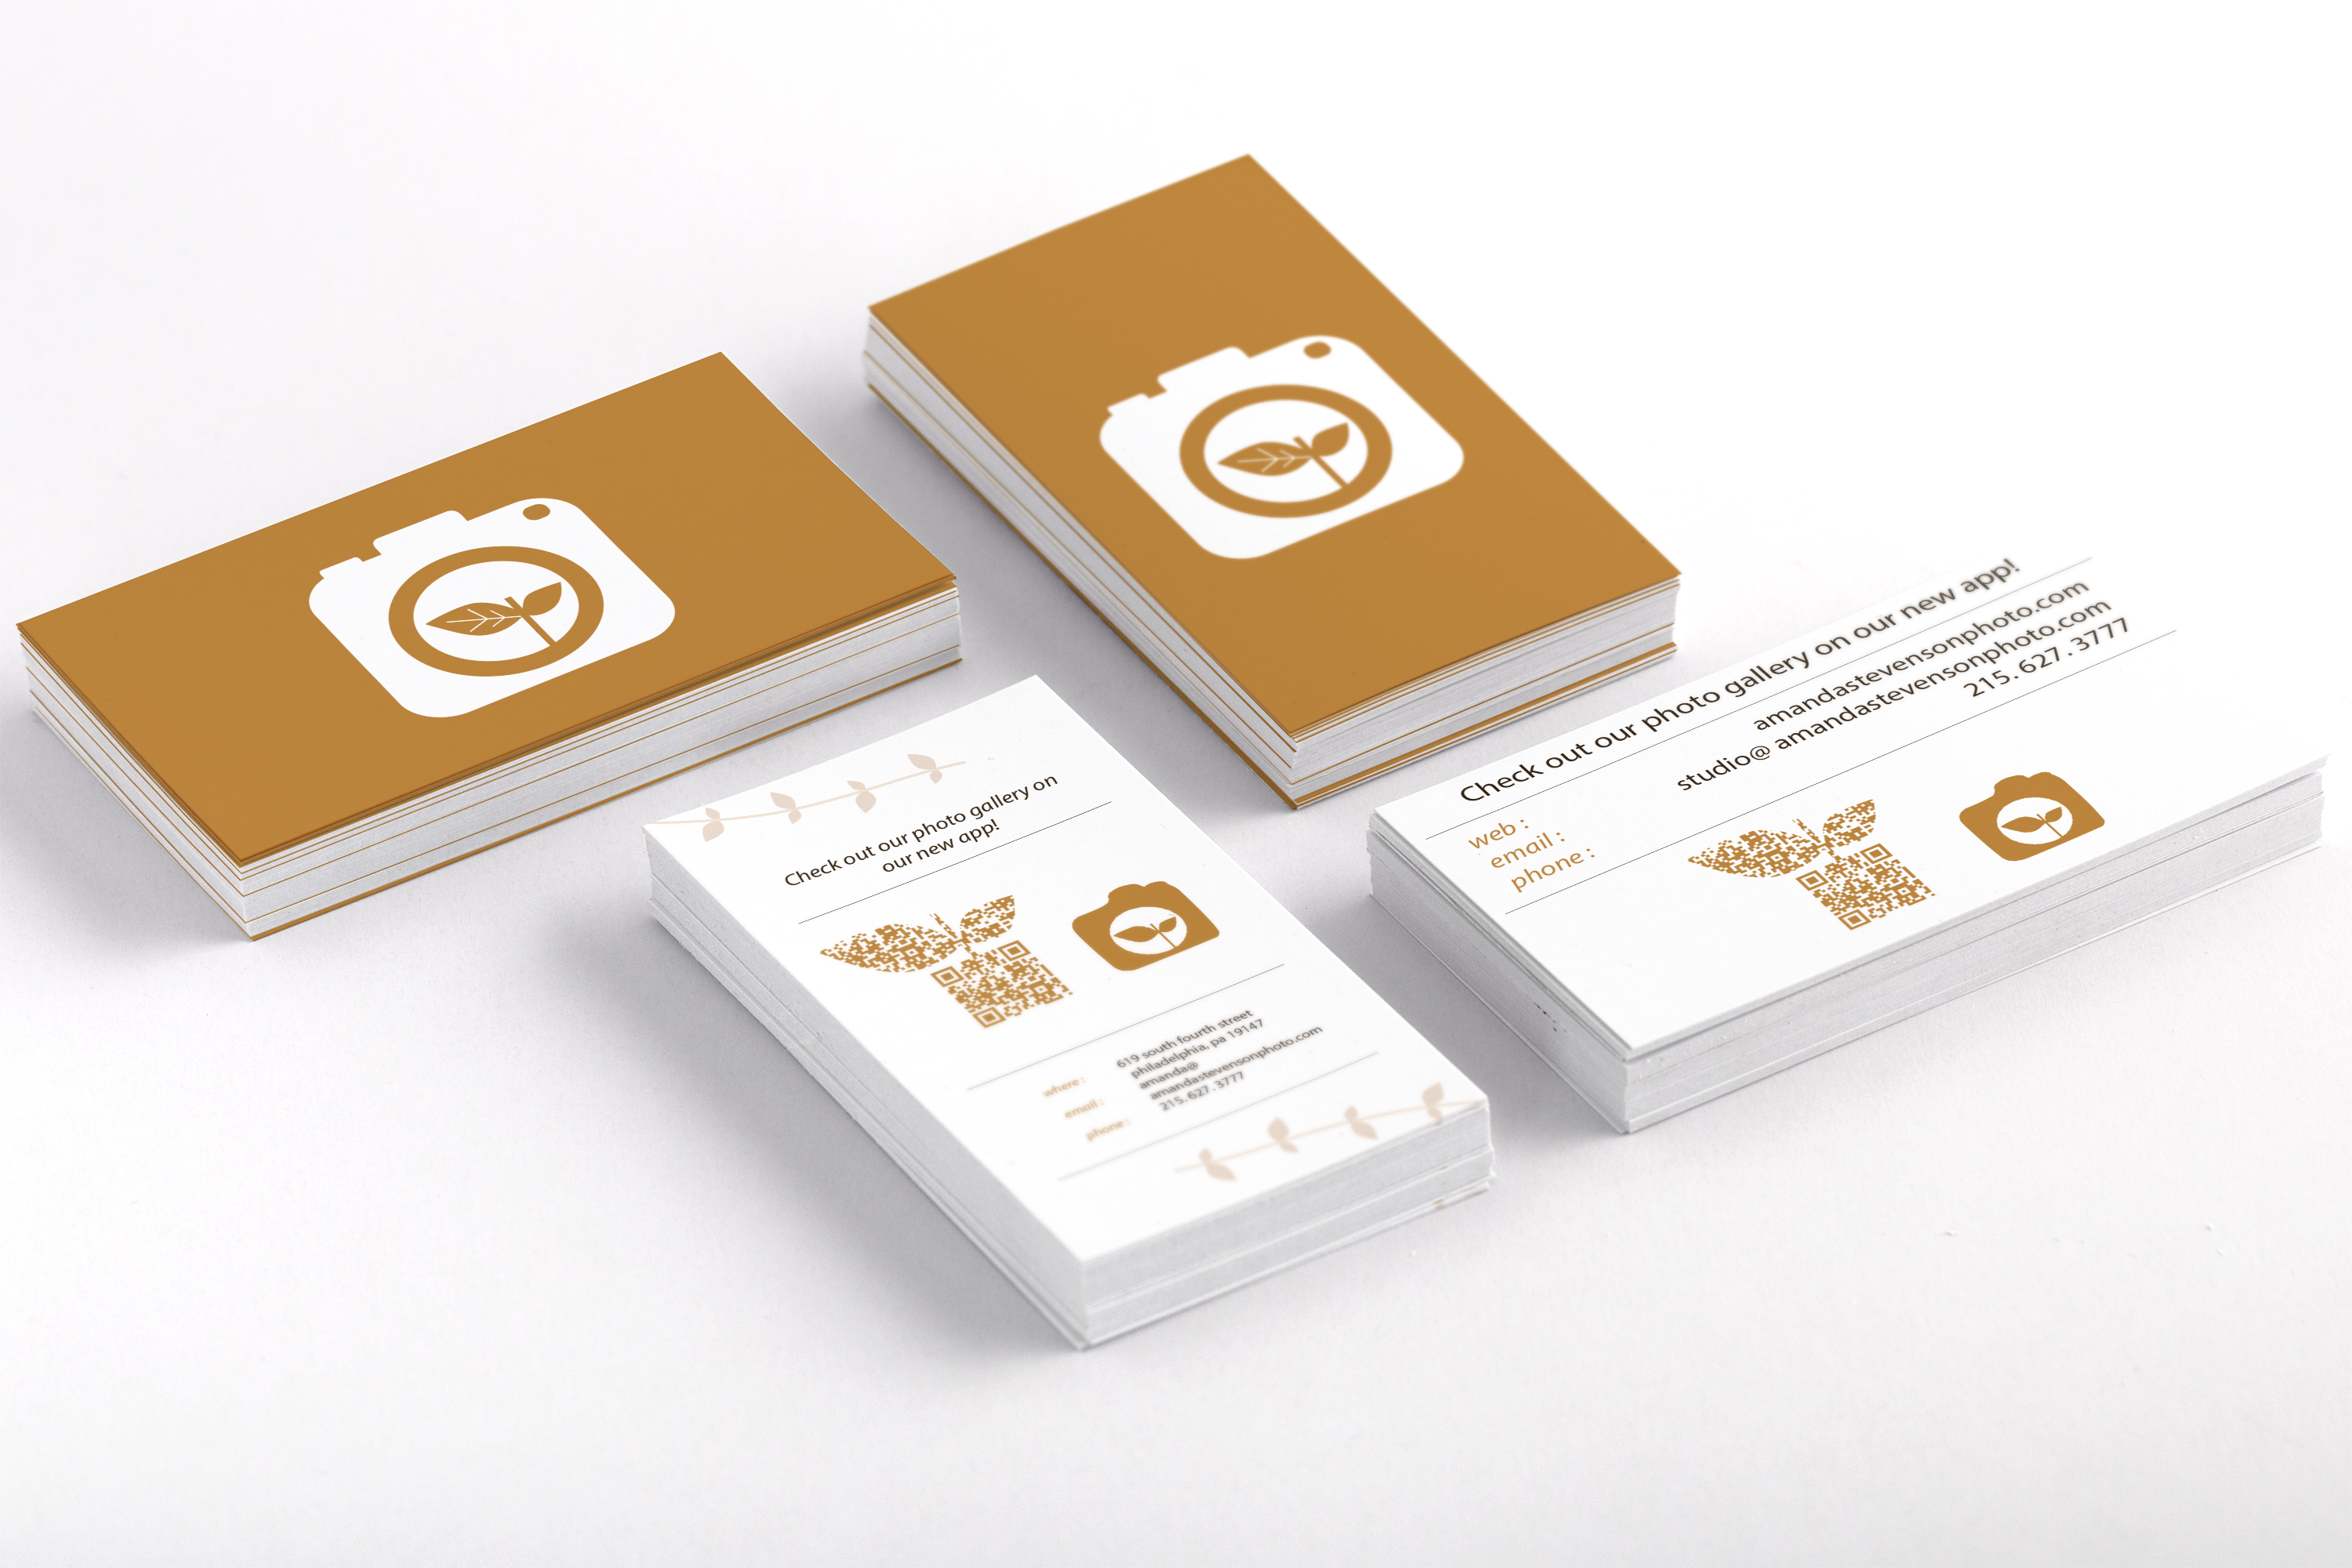 Check out our photo gallery on
our new app!
where :
619 south fourth street
philadelphia, pa 19147
email :
amanda@
amandastevensonphoto.com
phone :
215.627.3777
Check out our photo gallery on our new app!
web :
amandastevensonphoto.com
email :
studio@ amandastevensonphoto.com
phone :
215.627.3777